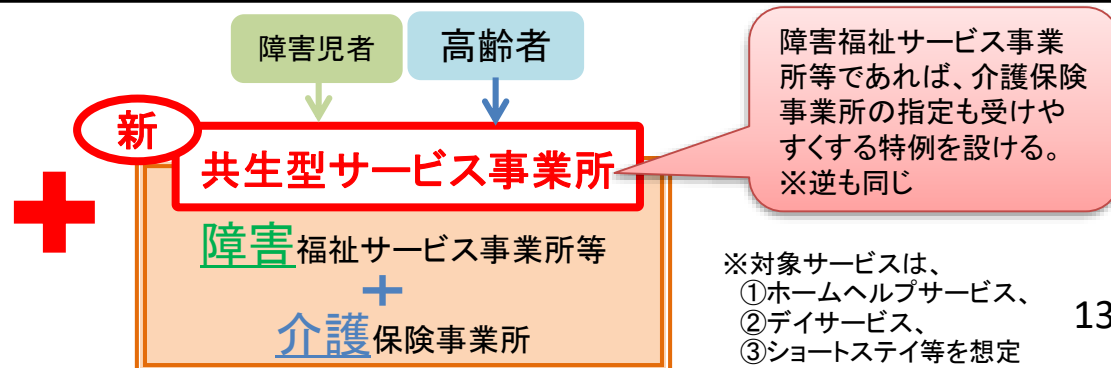 障害児者
高齢者
新
共生型サービス事業所
障害福祉サービス事業所等
+
介護保険事業所
障害福祉サービス事業
所等であれば、介護保険
事業所の指定も受けや
すくする特例を設ける。
※逆も同じ
※対象サービスは、
①ホームヘルプサービス、
②デイサービス、
③ショートステイ等を想定
13